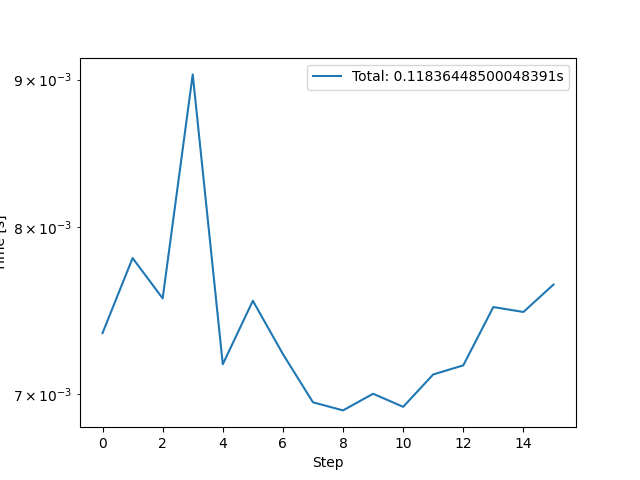 Total: 0.11836448500048391s
9 × 10⁻³
8 × 10⁻³
7 × 10⁻³
[s]
0 2 4 6 8 10 12 14
Step